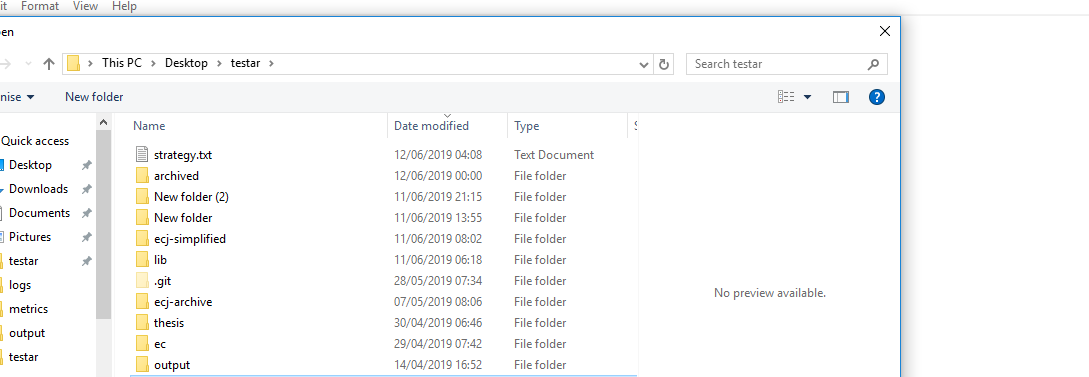 it Format View Help
en
This PC Desktop testar Search testar
nise New folder
Name Date modified Type S
Quick access
Desktop
Downloads
Documents
Pictures
testar
logs
metrics
output
testar
strategy.txt 12/06/2019 04:08 Text Document
archived 12/06/2019 00:00 File folder
New folder (2) 11/06/2019 21:15 File folder
New folder 11/06/2019 13:55 File folder
ecj-simplified 11/06/2019 08:02 File folder
lib 11/06/2019 06:18 File folder
.git 28/05/2019 07:34 File folder
ecj-archive 07/05/2019 08:06 File folder
thesis 30/04/2019 06:46 File folder
ec 29/04/2019 07:42 File folder
output 14/04/2019 16:52 File folder
No preview available.